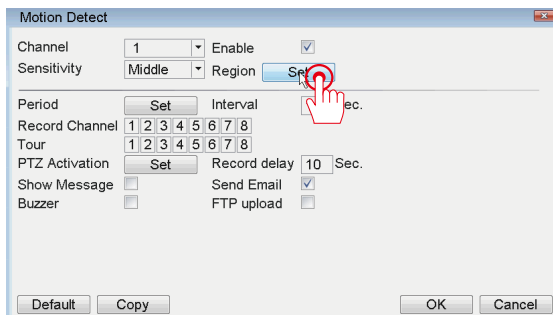 Motion Detect
Channel 1 Enable
Sensitivity Middle Region Set
Period Set Interval Sec.
Record Channel 1 2 3 4 5 6 7 8
Tour 1 2 3 4 5 6 7 8
PTZ Activation Set Record delay 10 Sec.
Show Message Send Email
Buzzer FTP upload
Default Copy OK Cancel